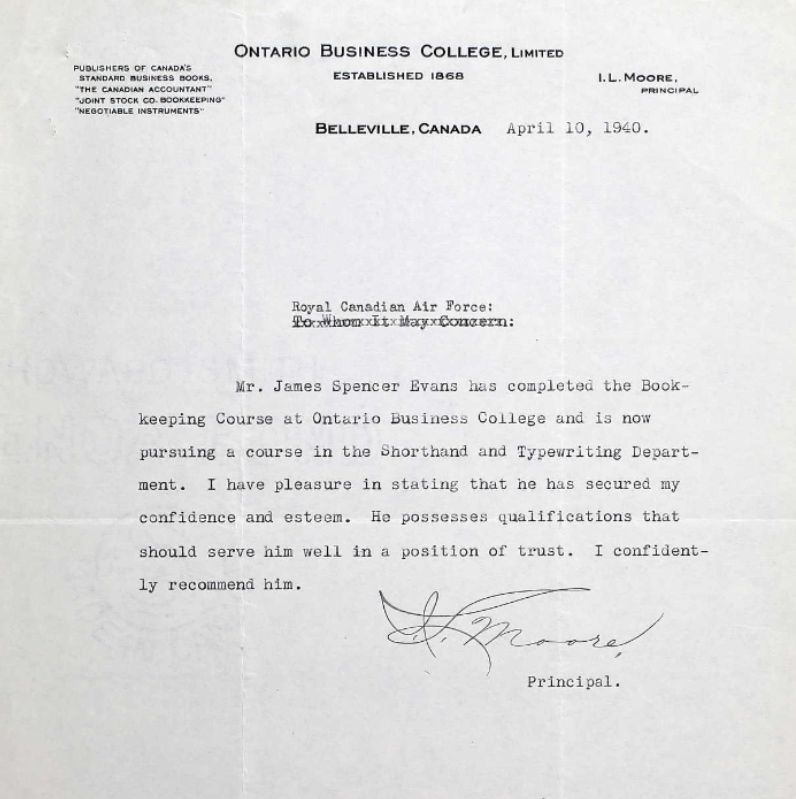 ONTARIO BUSINESS COLLEGE, LIMITED
ESTABLISHED 1868
PUBLISHERS OF CANADA'S
STANDARD BUSINESS BOOKS,
"THE CANADIAN ACCOUNTANT"
"JOINT STOCK CO. BOOKKEEPING"
"NEGOTIABLE INSTRUMENTS"
I. L. MOORE,
PRINCIPAL
BELLEVILLE, CANADA April 10, 1940.
Royal Canadian Air Force:
To Whom It May Concern:
Mr. James Spencer Evans has completed the Book-
keeping Course at Ontario Business College and is now
pursuing a course in the Shorthand and Typewriting Depart-
ment. I have pleasure in stating that he has secured my
confidence and esteem. He possesses qualifications that
should serve him well in a position of trust. I confident-
ly recommend him.
I. L. Moore,
Principal.